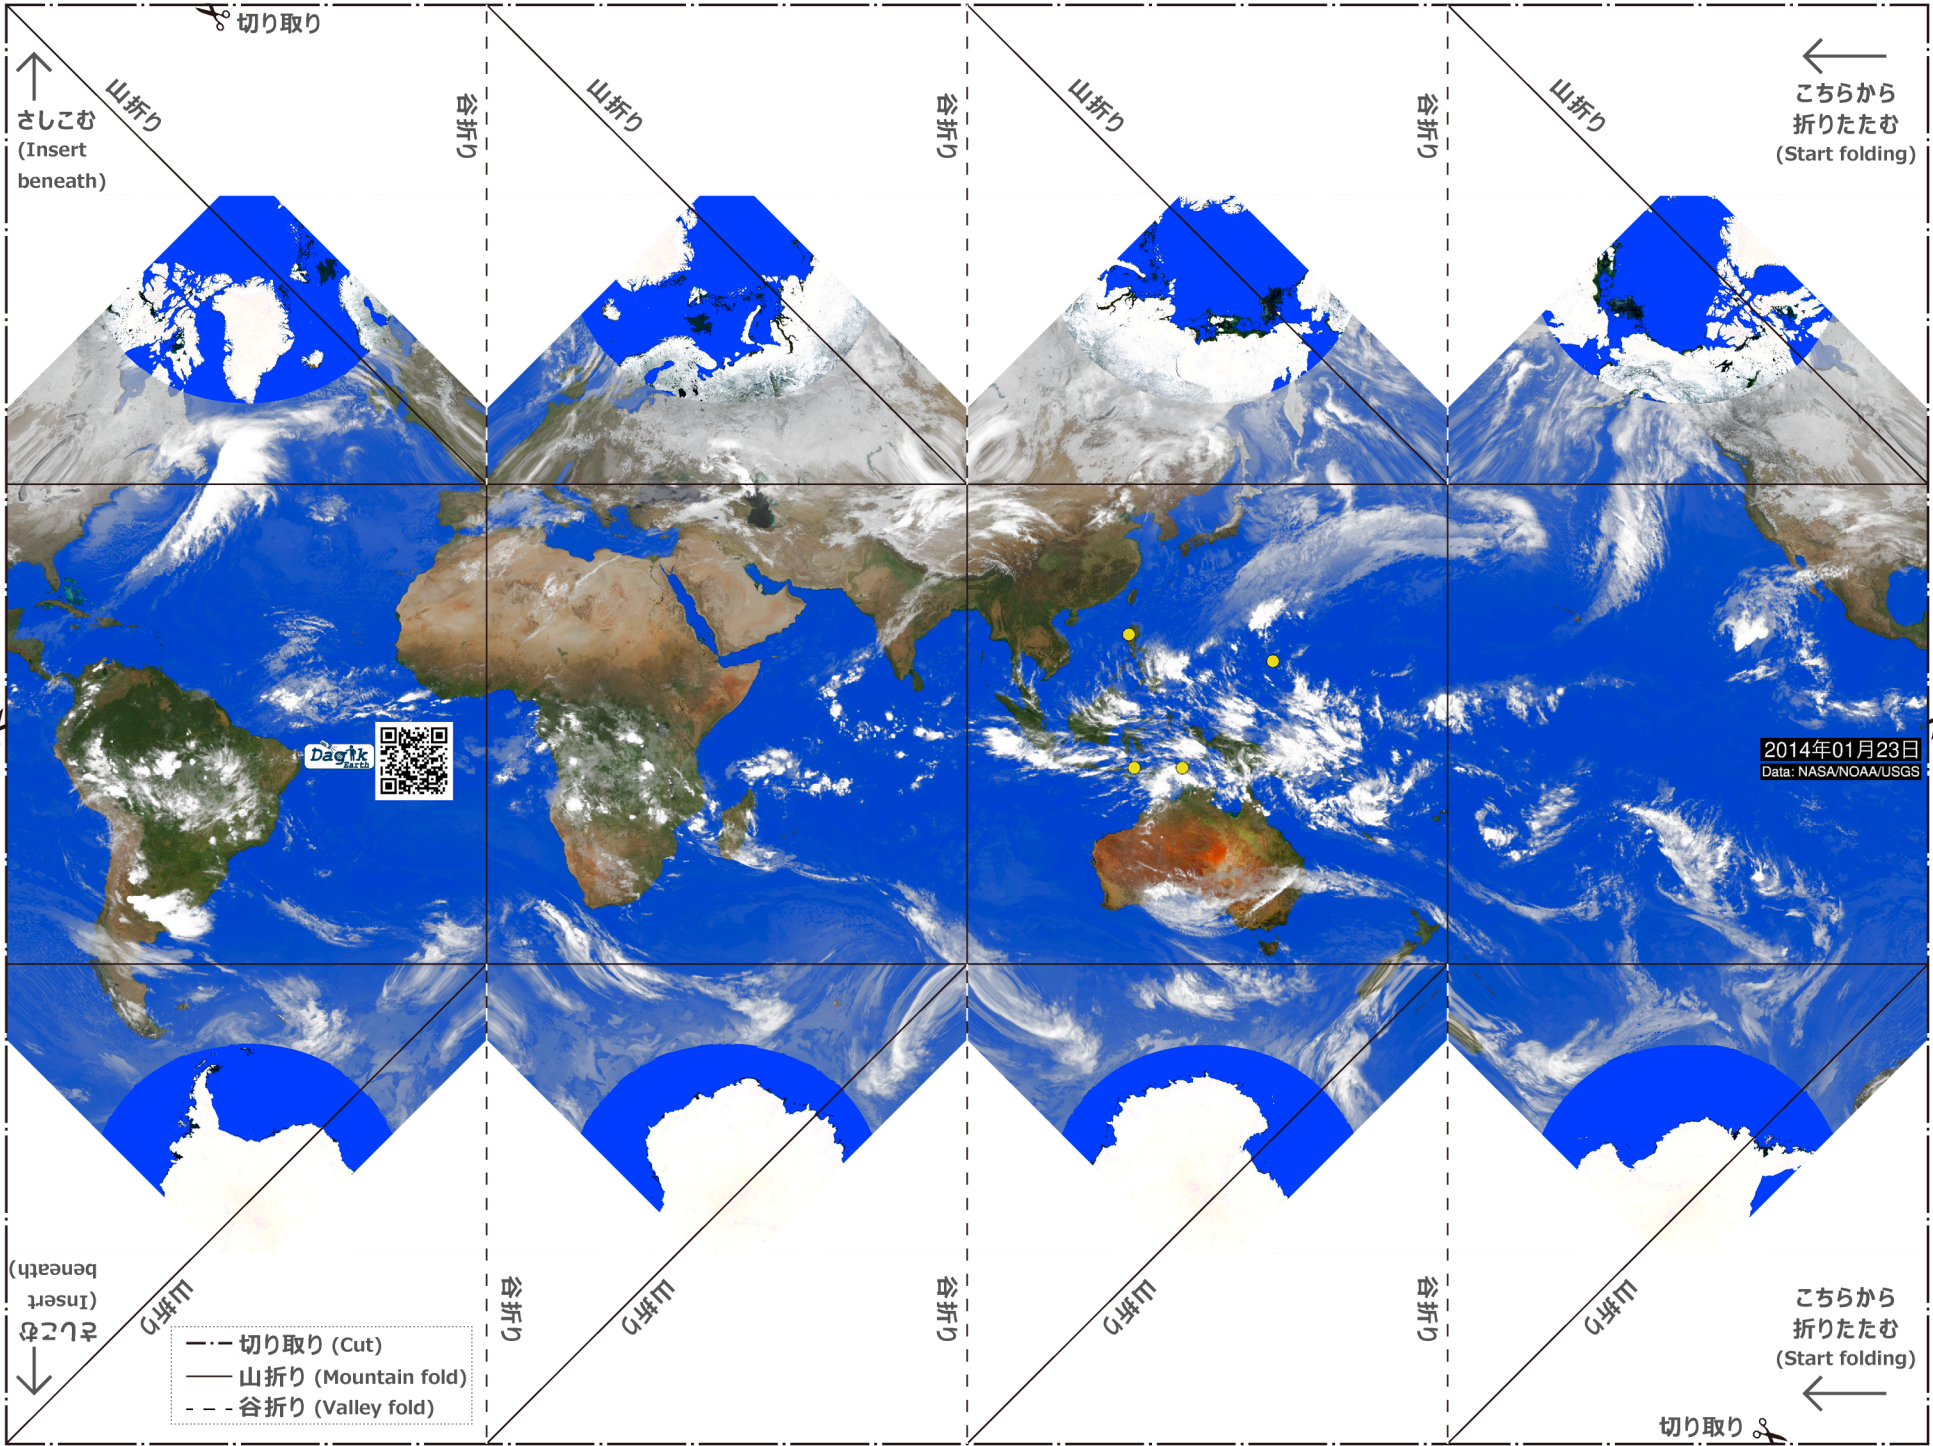 切り取り
山折り
谷折り
山折り
谷折り
山折り
谷折り
山折り
さしこむ
(Insert
beneath)
こちらから
折りたたむ
(Start folding)
Dagik
Earth
2014年01月23日
Data: NASA/NOAA/USGS
さしこむ
(Insert
beneath)
山折り
谷折り
山折り
谷折り
山折り
谷折り
山折り
こちらから
折りたたむ
(Start folding)
切り取り (Cut)
山折り (Mountain fold)
谷折り (Valley fold)
切り取り